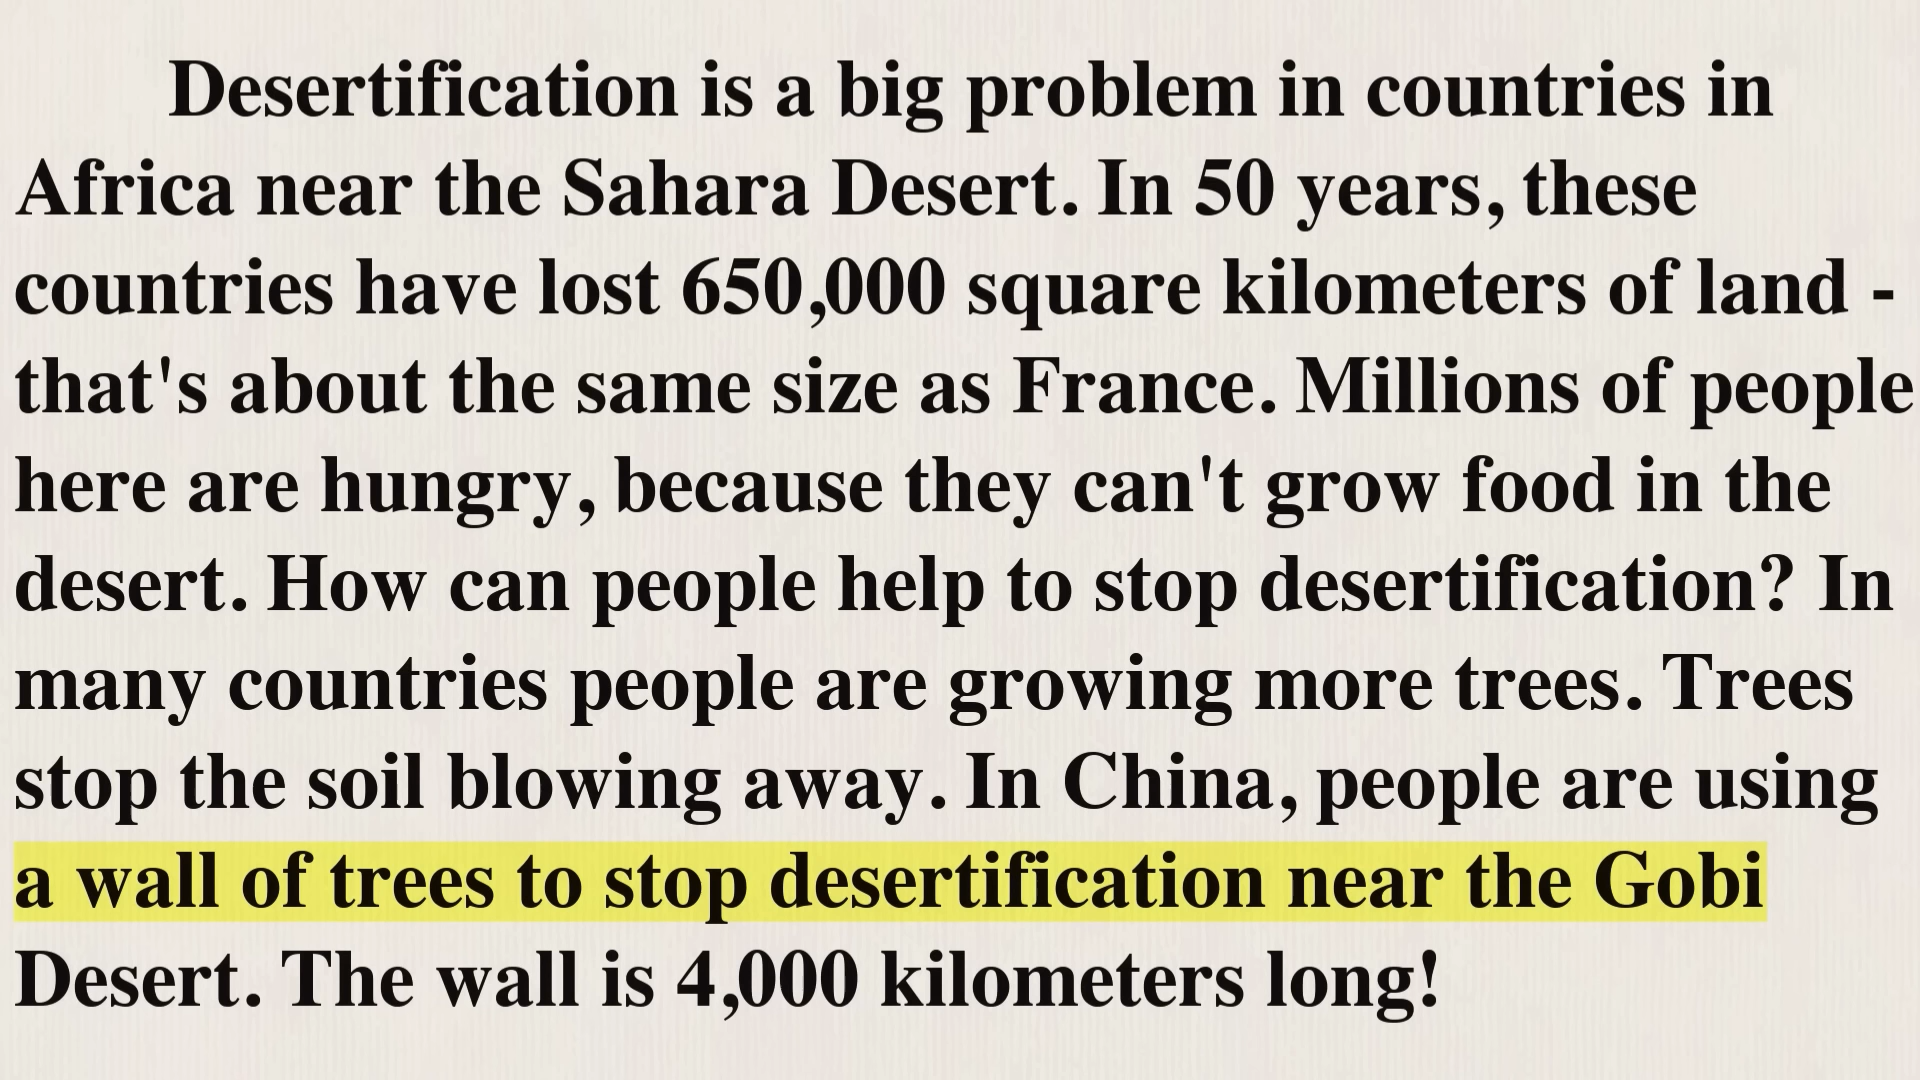 Desertification is a big problem in countries in
Africa near the Sahara Desert. In 50 years, these
countries have lost 650,000 square kilometers of land -
that's about the same size as France. Millions of people
here are hungry, because they can't grow food in the
desert. How can people help to stop desertification? In
many countries people are growing more trees. Trees
stop the soil blowing away. In China, people are using
a wall of trees to stop desertification near the Gobi
Desert. The wall is 4,000 kilometers long!